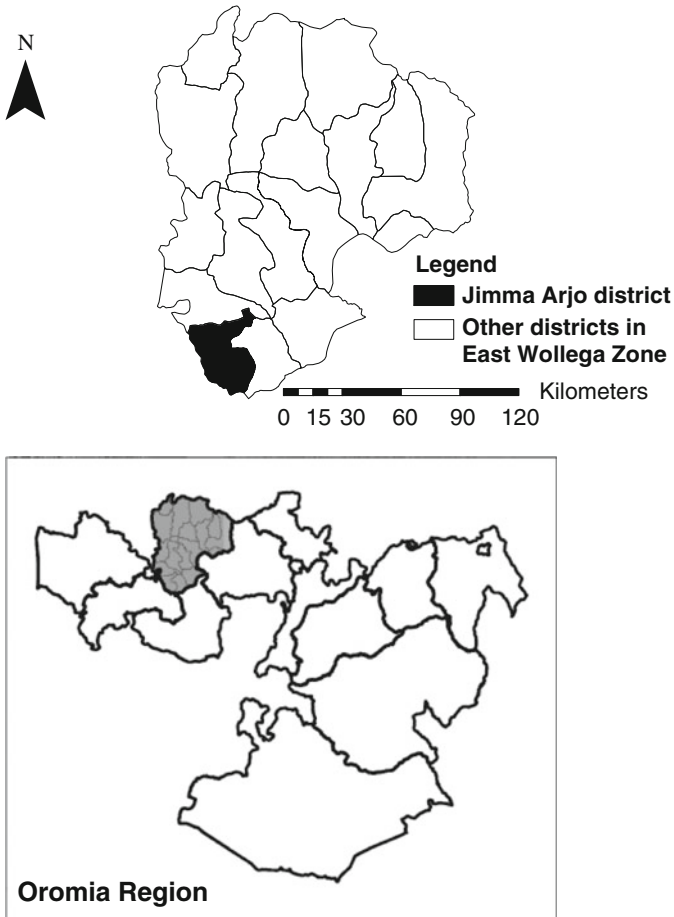 N
Legend
Jimma Arjo district
Other districts in
East Wollega Zone
Kilometers
0 15 30 60 90 120
Oromia Region